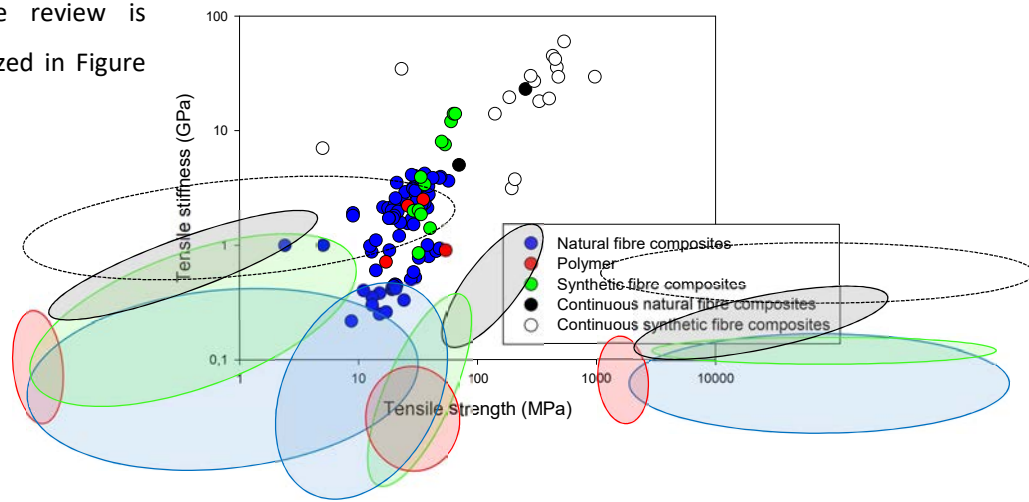 e review is
zed in Figure
100
10
1
0,1
Tensile stiffness (GPa)
1
10
100
1000
10000
Tensile strength (MPa)
Natural fibre composites
Polymer
Synthetic fibre composites
Continuous natural fibre composites
Continuous synthetic fibre composites